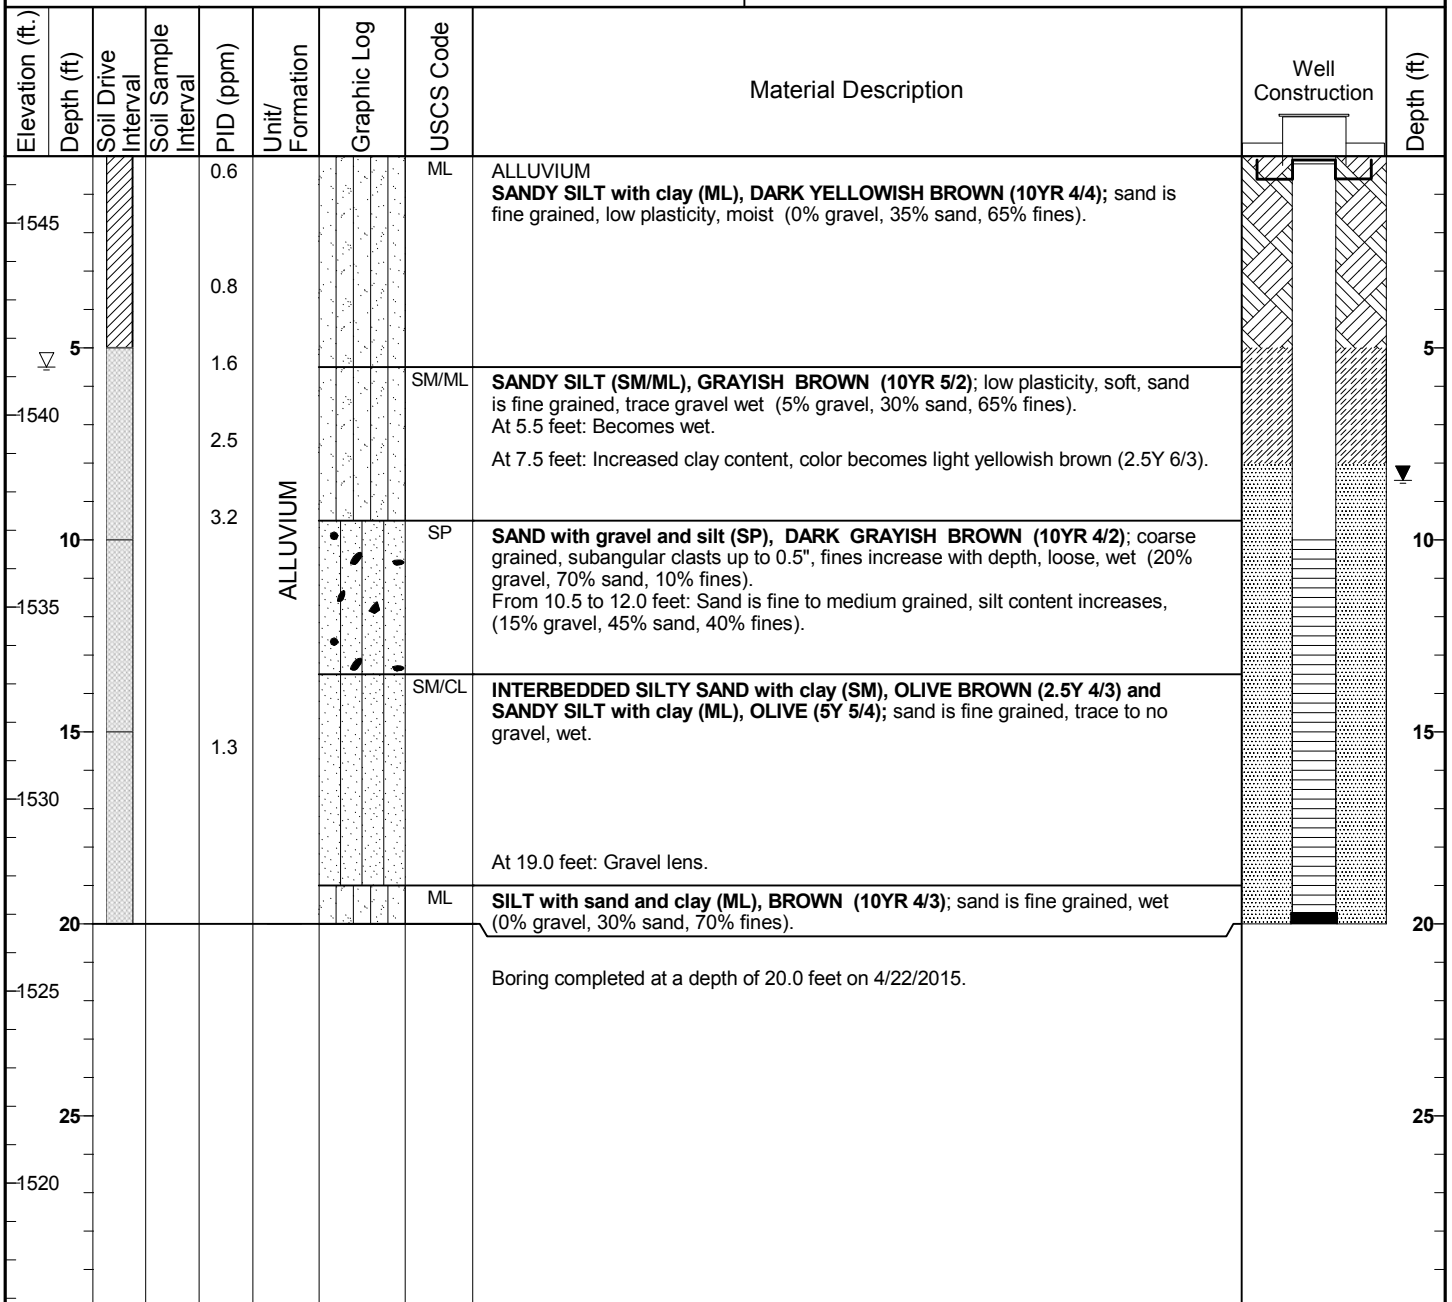 Elevation (ft.)
Depth (ft)
Soil Drive
Interval
Soil Sample
Interval
PID (ppm)
Unit/
Formation
Graphic Log
USCS Code
Material Description
Well
Construction
Depth (ft)
0.6
ML
ALLUVIUM
SANDY SILT with clay (ML), DARK YELLOWISH BROWN (10YR 4/4); sand is
fine grained, low plasticity, moist (0% gravel, 35% sand, 65% fines).
1545
0.8
5
1.6
5
SM/ML
SANDY SILT (SM/ML), GRAYISH BROWN (10YR 5/2); low plasticity, soft, sand
is fine grained, trace gravel wet (5% gravel, 30% sand, 65% fines).
At 5.5 feet: Becomes wet.
1540
2.5
At 7.5 feet: Increased clay content, color becomes light yellowish brown (2.5Y 6/3).
3.2
ALLUVIUM
SP
SAND with gravel and silt (SP), DARK GRAYISH BROWN (10YR 4/2); coarse
grained, subangular clasts up to 0.5", fines increase with depth, loose, wet (20%
gravel, 70% sand, 10% fines).
From 10.5 to 12.0 feet: Sand is fine to medium grained, silt content increases,
(15% gravel, 45% sand, 40% fines).
10
10
1535
SM/CL
INTERBEDDED SILTY SAND with clay (SM), OLIVE BROWN (2.5Y 4/3) and
SANDY SILT with clay (ML), OLIVE (5Y 5/4); sand is fine grained, trace to no
gravel, wet.
15
1.3
15
1530
At 19.0 feet: Gravel lens.
ML
SILT with sand and clay (ML), BROWN (10YR 4/3); sand is fine grained, wet
(0% gravel, 30% sand, 70% fines).
20
20
Boring completed at a depth of 20.0 feet on 4/22/2015.
1525
25
25
1520